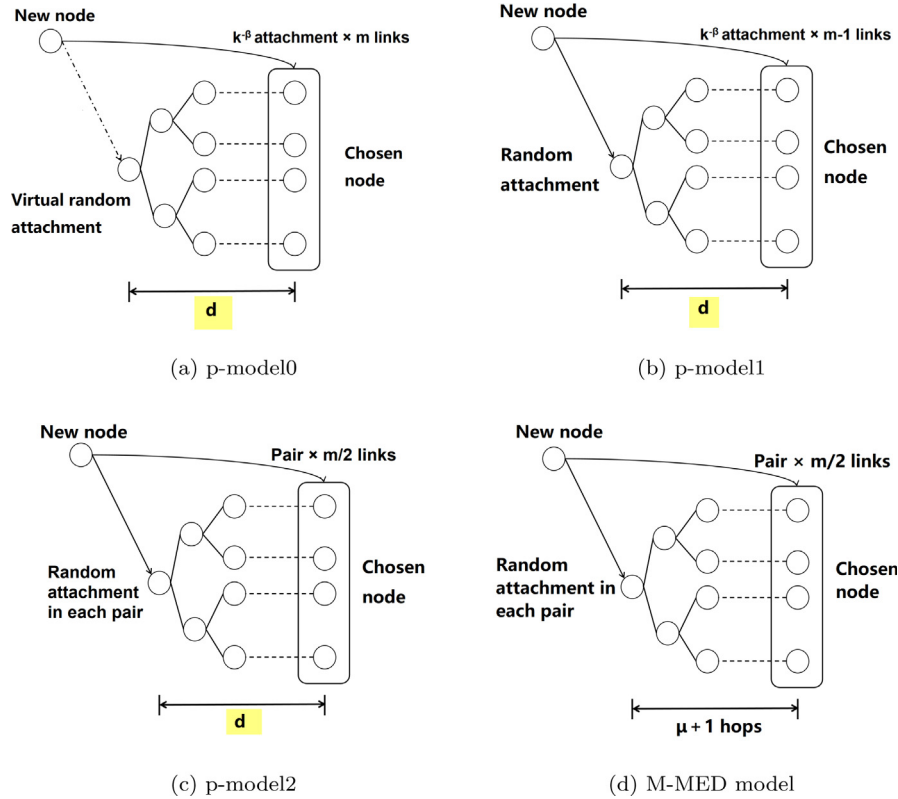 New node
k^-β attachment × m links
Virtual random
attachment
Chosen
node
d
(a) p-model0
New node
k^-β attachment × m-1 links
Random
attachment
Chosen
node
d
(b) p-model1
New node
Pair × m/2 links
Random
attachment
in each pair
Chosen
node
d
(c) p-model2
New node
Pair × m/2 links
Random
attachment in
each pair
Chosen
node
μ + 1 hops
(d) M-MED model